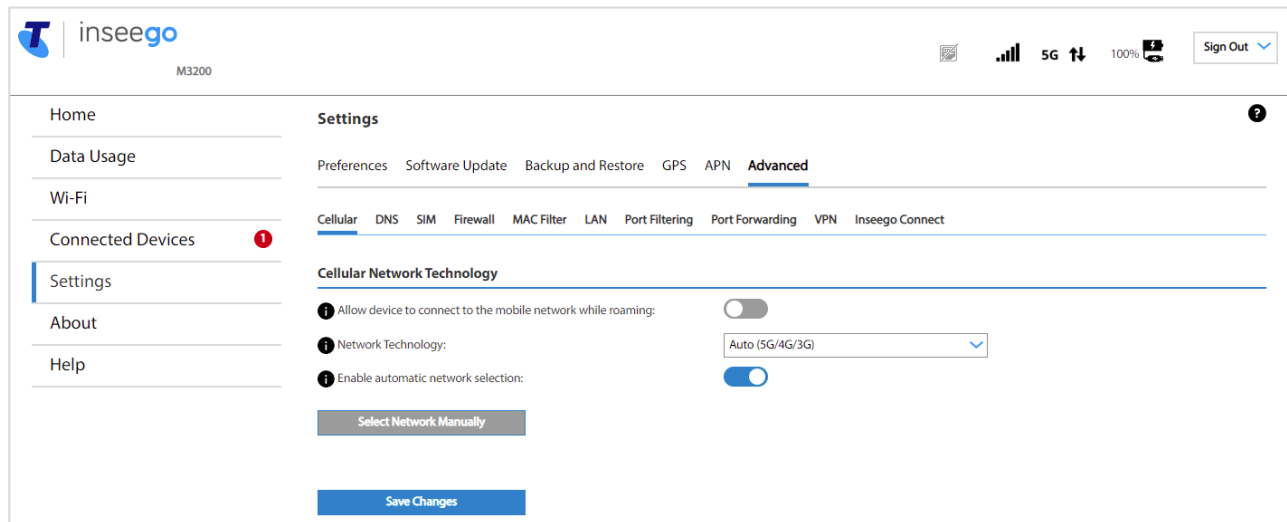 T inseego
M3200
5G 100% Sign Out
Home
Data Usage
Wi-Fi
Connected Devices 1
Settings
About
Help
Settings ?
Preferences Software Update Backup and Restore GPS APN Advanced
Cellular DNS SIM Firewall MAC Filter LAN Port Filtering Port Forwarding VPN Inseego Connect
Cellular Network Technology
i Allow device to connect to the mobile network while roaming:
i Network Technology: Auto (5G/4G/3G)
i Enable automatic network selection:
Select Network Manually
Save Changes